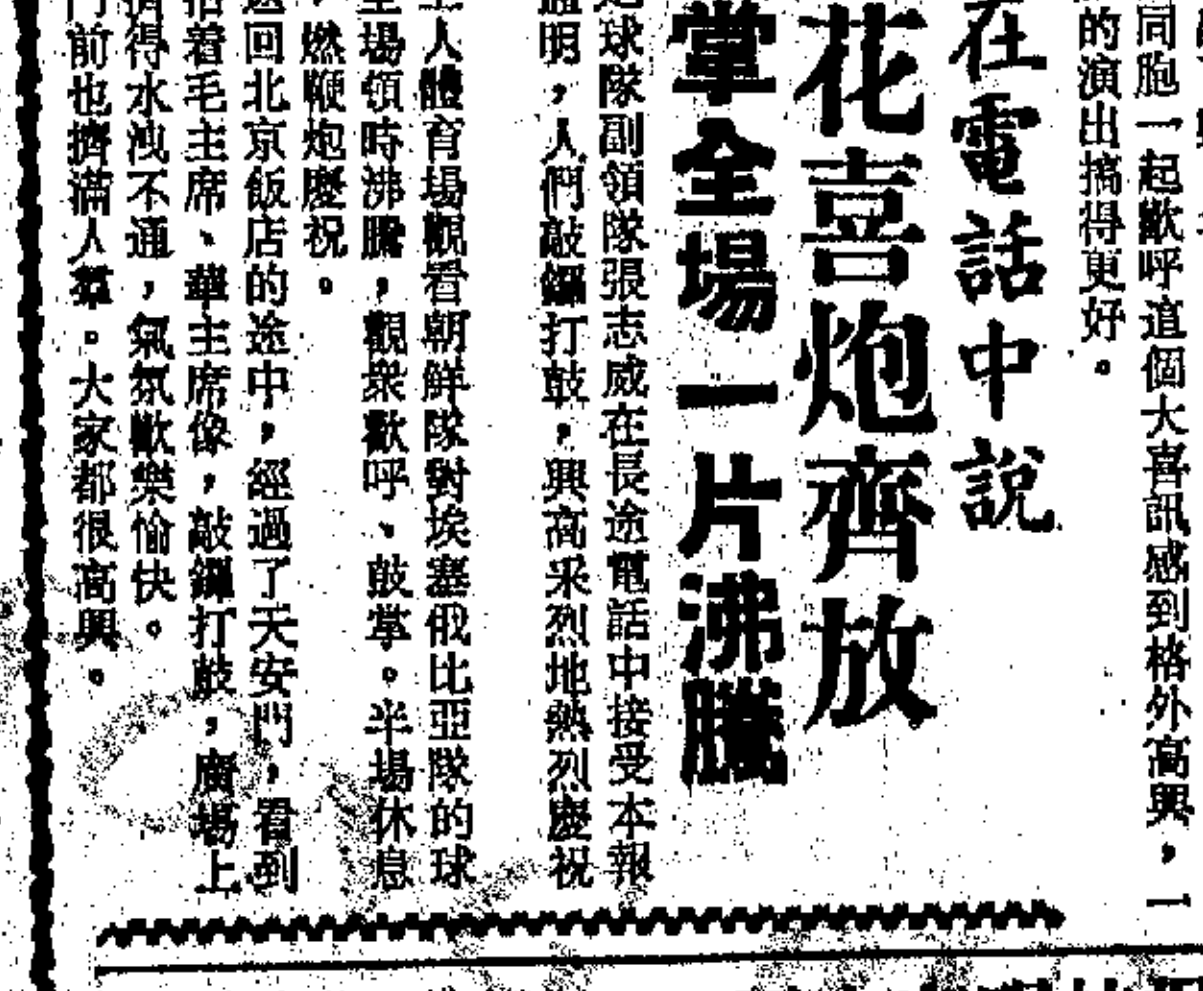 同胞一起歡呼這個大喜訊感到格外高興，一
的演出搞得更好。
在電話中說
花喜炮齊放
掌全場一片沸騰
球隊副領隊張志威在長途電話中接受本報
明，人們敲鑼打鼓，興高采烈地熱烈慶祝
人體育場觀看朝鮮隊對埃塞俄比亞隊的球
場頓時沸騰，觀衆歡呼、鼓掌。半場休息
，燃鞭炮慶祝。
回北京飯店的途中，經過了天安門，看到
着毛主席、華主席像，敲鑼打鼓，廣場上
擠得水洩不通，氣氛歡樂愉快。
門前也擠滿人羣。大家都很高興。